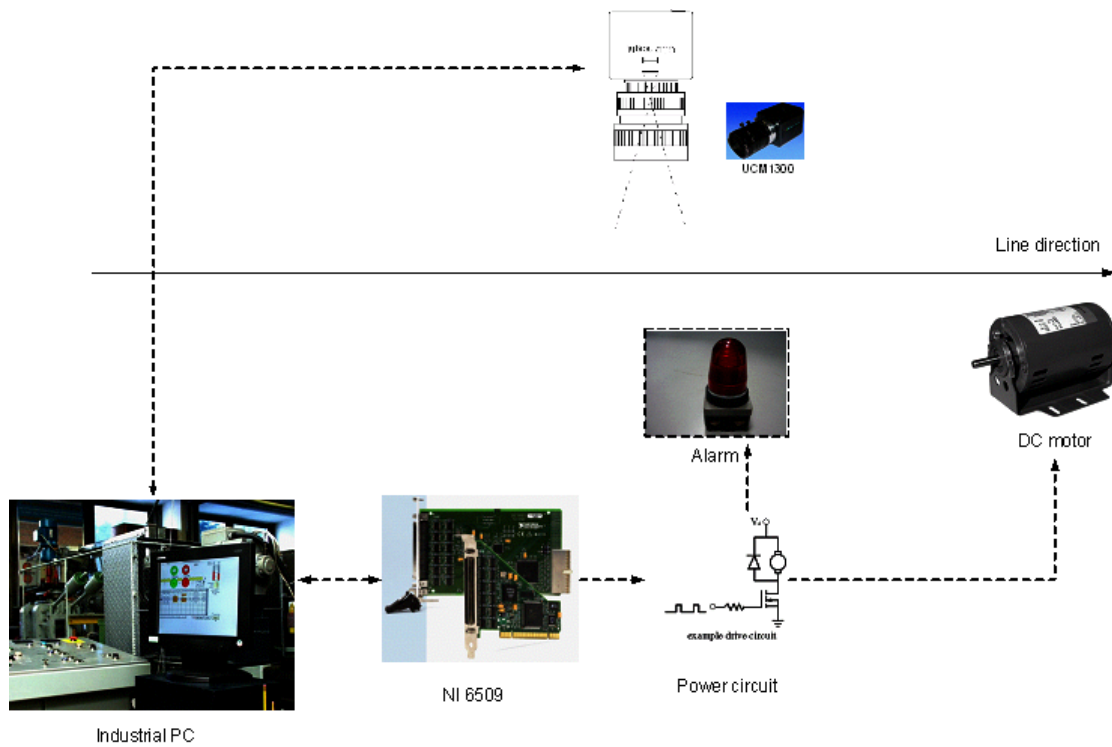 UCM1300
Line direction
DC motor
Alarm
example drive circuit
NI 6509
Power circuit
Industrial PC